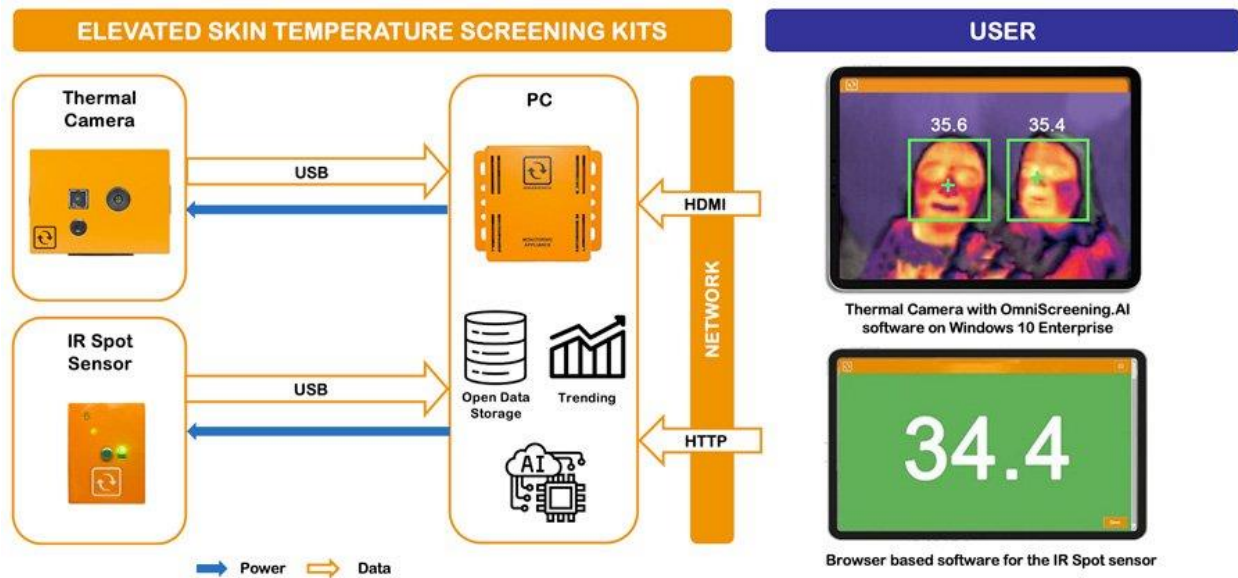 ELEVATED SKIN TEMPERATURE SCREENING KITS
USER
Thermal
Camera
USB
IR Spot
Sensor
USB
PC
MONITORING
APPLIANCE
Open Data
Storage
Trending
AI
HDMI
NETWORK
HTTP
35.6
35.4
Thermal Camera with OmniScreening.AI
software on Windows 10 Enterprise
34.4
Browser based software for the IR Spot sensor
Power
Data